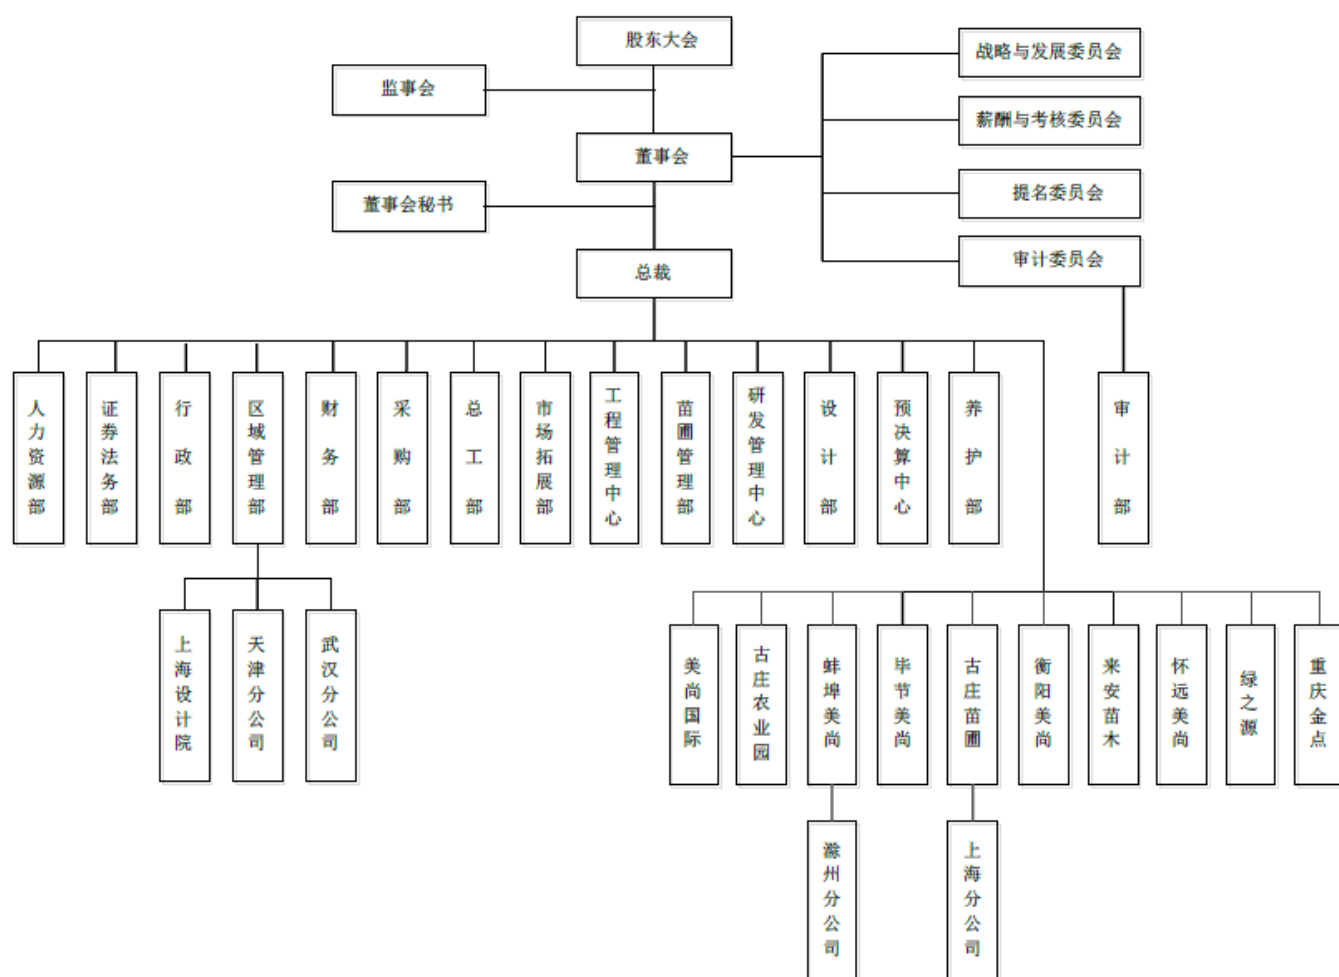 股东大会
战略与发展委员会
监事会
薪酬与考核委员会
董事会
提名委员会
董事会秘书
审计委员会
总裁
人力资源部
证券法务部
行政部
区域管理部
财务部
采购部
总工部
市场拓展部
工程管理中心
苗圃管理部
研发管理中心
设计部
预决算中心
养护部
审计部
上海设计院
天津分公司
武汉分公司
美尚国际
古庄农业园
蚌埠美尚
毕节美尚
古庄苗圃
衡阳美尚
来安苗木
怀远美尚
绿之源
重庆金点
滁州分公司
上海分公司